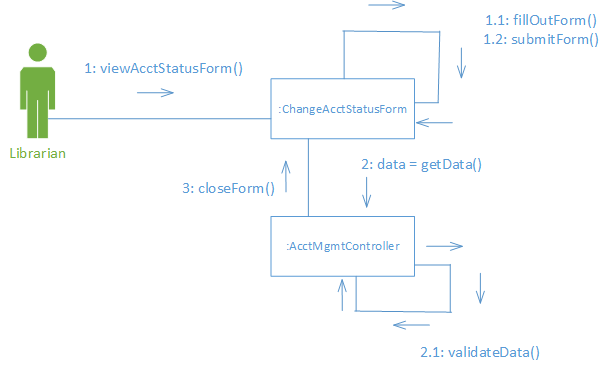 1.1: fillOutForm()
1.2: submitForm()
1: viewAcctStatusForm()
:ChangeAcctStatusForm
Librarian
2: data = getData()
3: closeForm()
:AcctMgmtController
2.1: validateData()